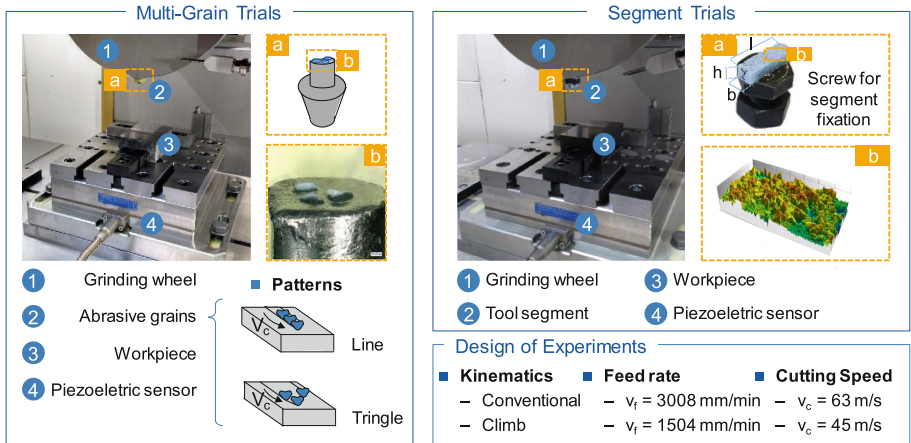 Multi-Grain Trials
1
a
2
3
4
a
b
b
1 Grinding wheel
2 Abrasive grains
3 Workpiece
4 Piezoeletric sensor
Patterns
Vc
Line
Vc
Tringle
Segment Trials
1
a
2
3
4
a
l
b
h
b
Screw for
segment
fixation
b
1 Grinding wheel
2 Tool segment
3 Workpiece
4 Piezoeletric sensor
Design of Experiments
Kinematics
– Conventional
– Climb
Feed rate
– vf = 3008 mm/min
– vf = 1504 mm/min
Cutting Speed
– vc = 63 m/s
– vc = 45 m/s